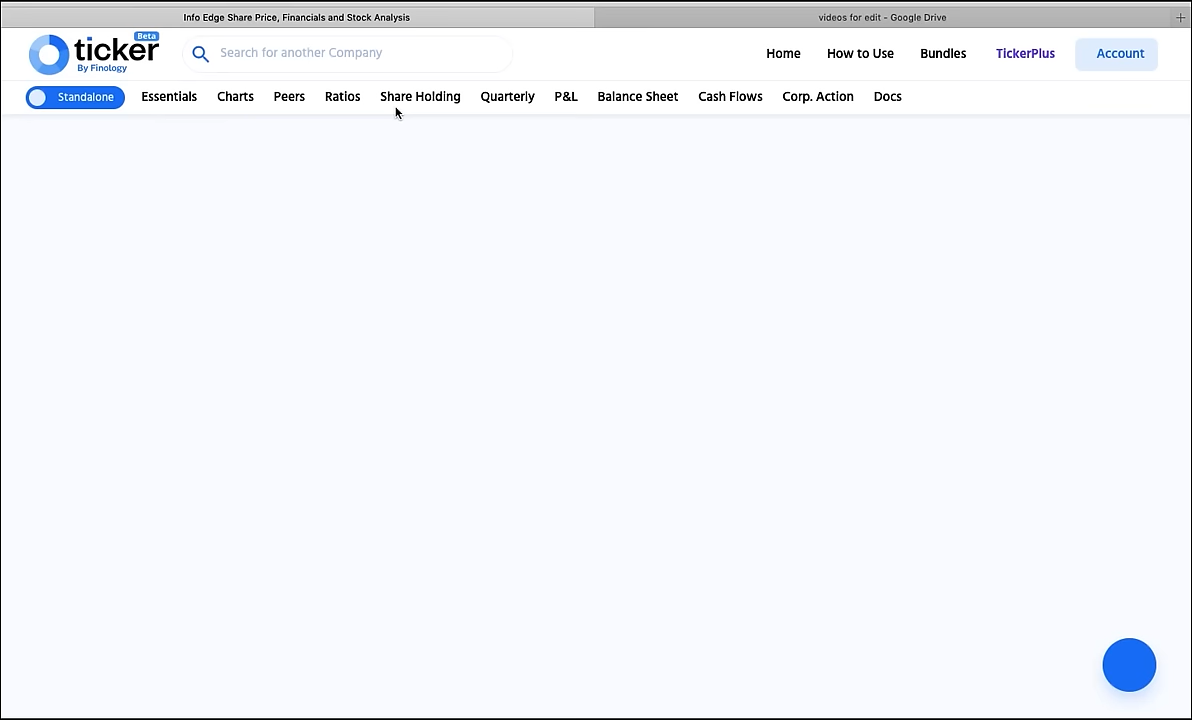 Info Edge Share Price, Financials and Stock Analysis
videos for edit - Google Drive
+
ticker Beta
By Finology
Search for another Company
Home How to Use Bundles TickerPlus Account
Standalone Essentials Charts Peers Ratios Share Holding Quarterly P&L Balance Sheet Cash Flows Corp. Action Docs